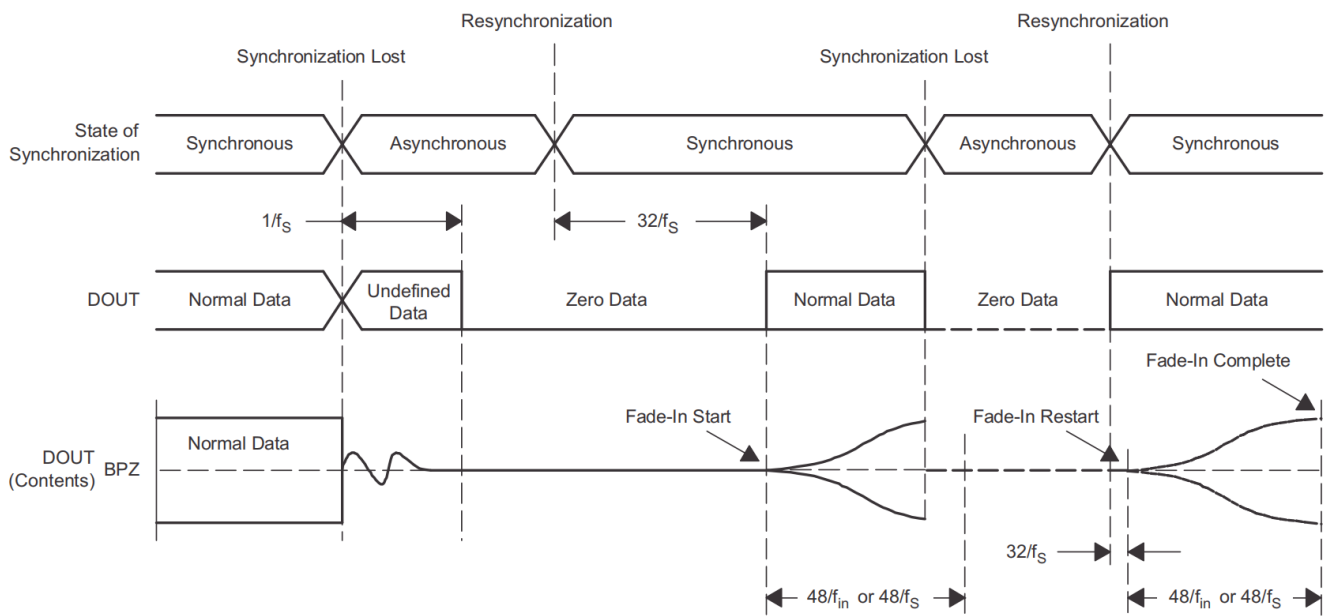 Resynchronization
Resynchronization
Synchronization Lost
Synchronization Lost
State of
Synchronization
Synchronous
Asynchronous
Synchronous
Asynchronous
Synchronous
1/fS
32/fS
DOUT
Normal Data
Undefined
Data
Zero Data
Normal Data
Zero Data
Normal Data
Fade-In Complete
Fade-In Start
Fade-In Restart
Normal Data
DOUT
(Contents)
BPZ
32/fS
48/fin or 48/fS
48/fin or 48/fS